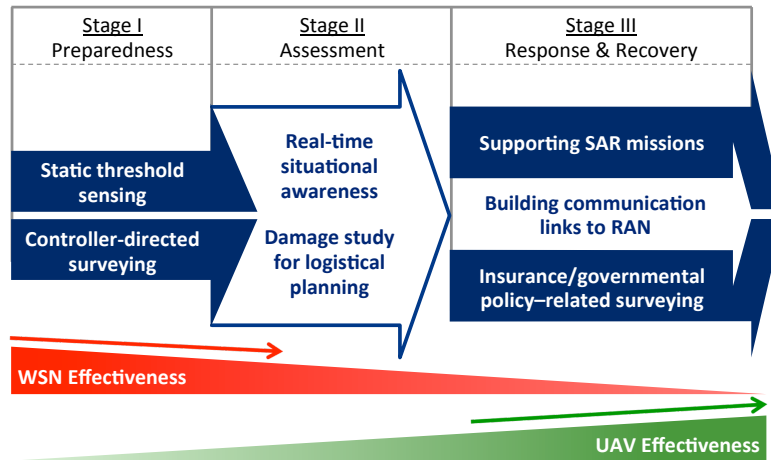 Stage I
Preparedness
Stage II
Assessment
Stage III
Response & Recovery
Static threshold
sensing
Controller-directed
surveying
Real-time
situational
awareness
Damage study
for logistical
planning
Supporting SAR missions
Building communication
links to RAN
Insurance/governmental
policy–related surveying
WSN Effectiveness
UAV Effectiveness